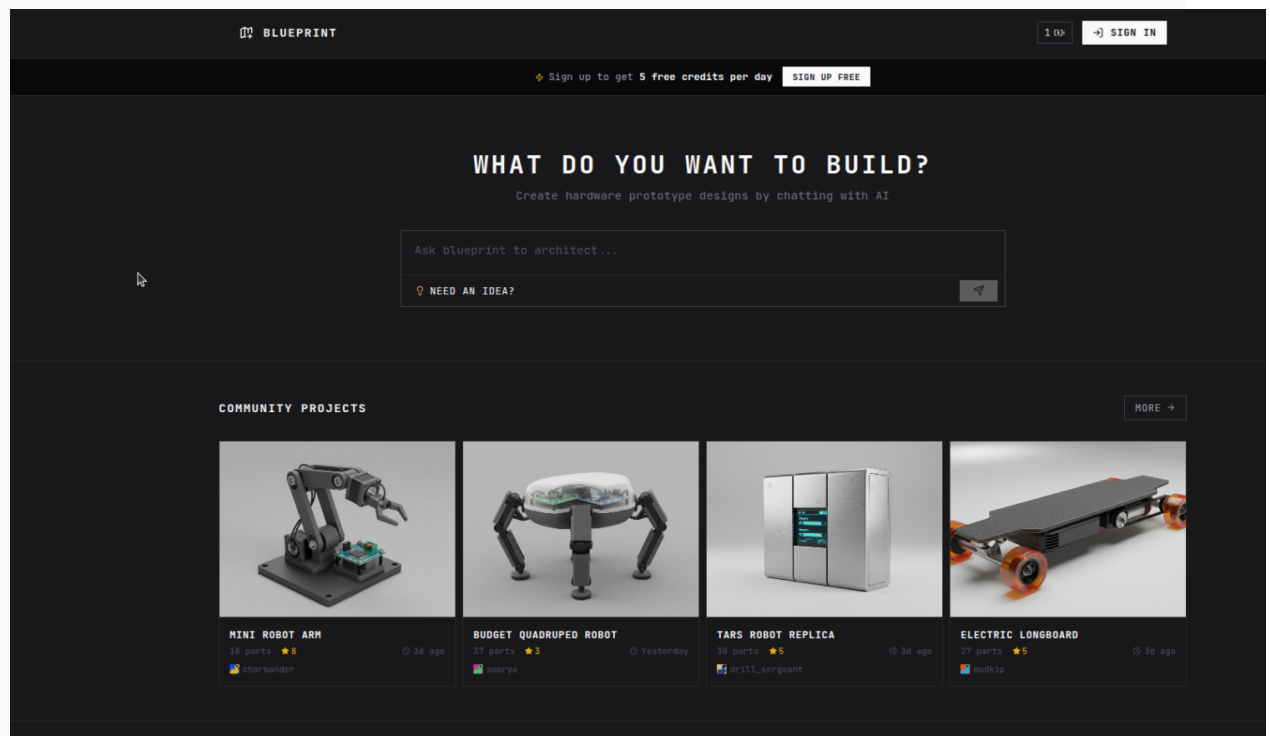 BLUEPRINT
1
SIGN IN
Sign up to get 5 free credits per day
SIGN UP FREE
WHAT DO YOU WANT TO BUILD?
Create hardware prototype designs by chatting with AI
Ask blueprint to architect...
NEED AN IDEA?
COMMUNITY PROJECTS
MORE →
MINI ROBOT ARM
18 parts ★8 3d ago
charmander
BUDGET QUADRUPED ROBOT
37 parts ★3 Yesterday
soorya
TARS ROBOT REPLICA
30 parts ★5 3d ago
drill_sergeant
ELECTRIC LONGBOARD
27 parts ★5 3d ago
mudkip